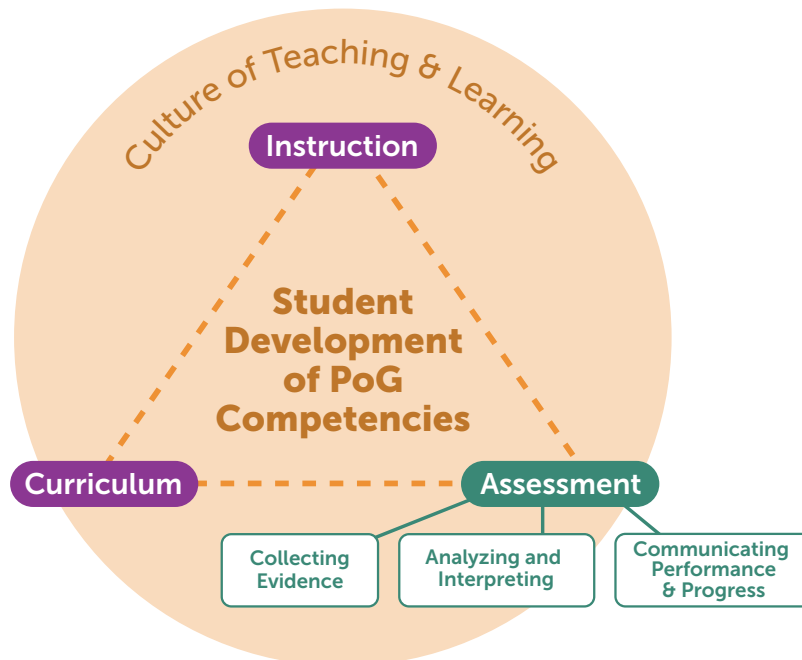 Culture of Teaching & Learning
Instruction
Student
Development
of PoG
Competencies
Curriculum
Assessment
Collecting
Evidence
Analyzing and
Interpreting
Communicating
Performance
& Progress